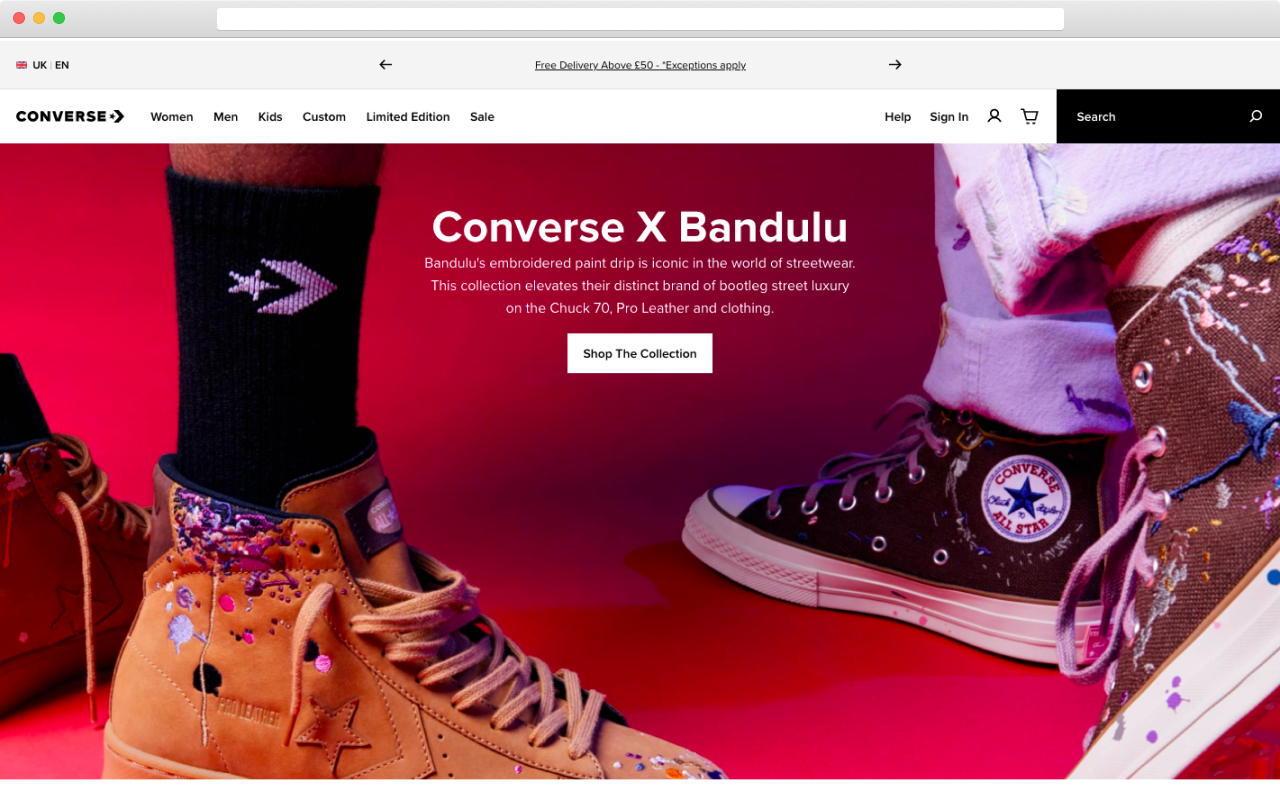 UK | EN
Free Delivery Above £50 - *Exceptions apply
CONVERSE
Women Men Kids Custom Limited Edition Sale
Help Sign In
Search
Converse X Bandulu
Bandulu's embroidered paint drip is iconic in the world of streetwear.
This collection elevates their distinct brand of bootleg street luxury
on the Chuck 70, Pro Leather and clothing.
Shop The Collection
CONVERSE
Chuck Taylor
ALL STAR
PRO LEATHER